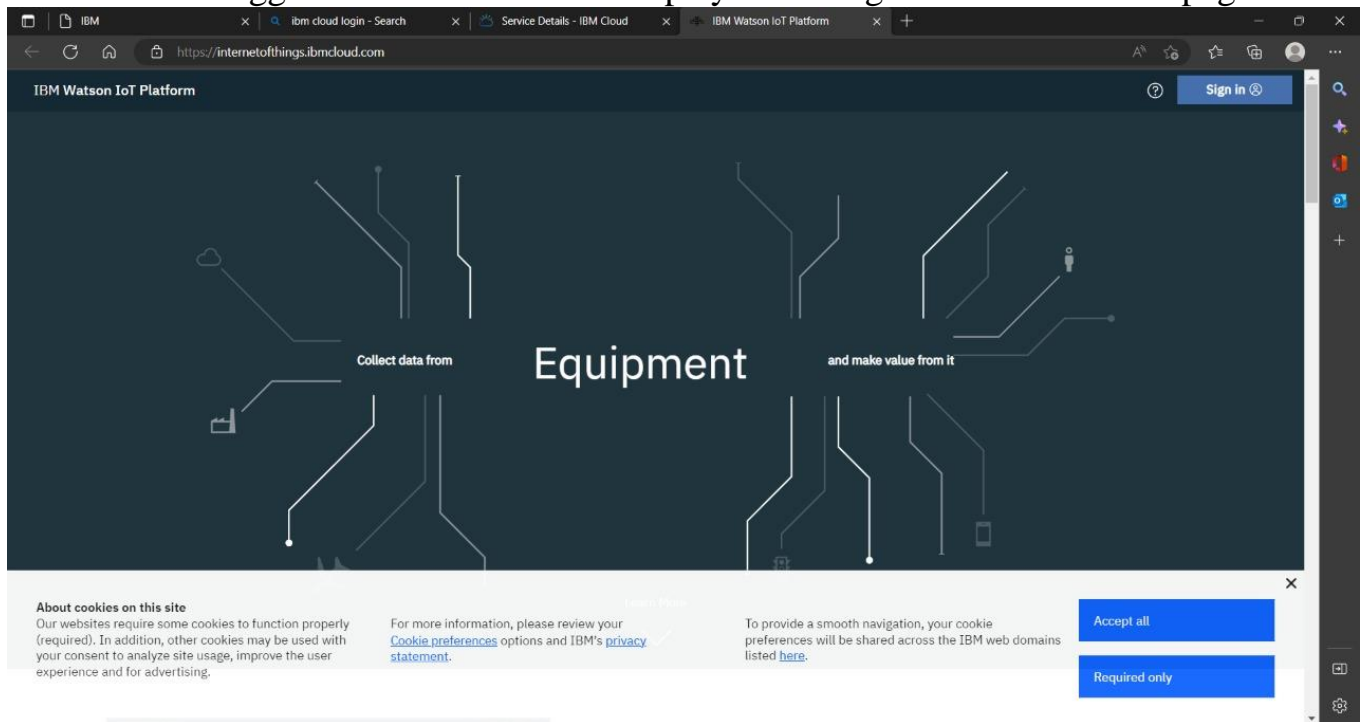 IBM
ibm cloud login - Search
Service Details - IBM Cloud
IBM Watson IoT Platform
https://internetofthings.ibmcloud.com
IBM Watson IoT Platform
Sign in
Collect data from
Equipment
and make value from it
About cookies on this site
Our websites require some cookies to function properly
(required). In addition, other cookies may be used with
your consent to analyze site usage, improve the user
experience and for advertising.
For more information, please review your
Cookie preferences options and IBM's privacy
statement.
To provide a smooth navigation, your cookie
preferences will be shared across the IBM web domains
listed here.
Accept all
Required only